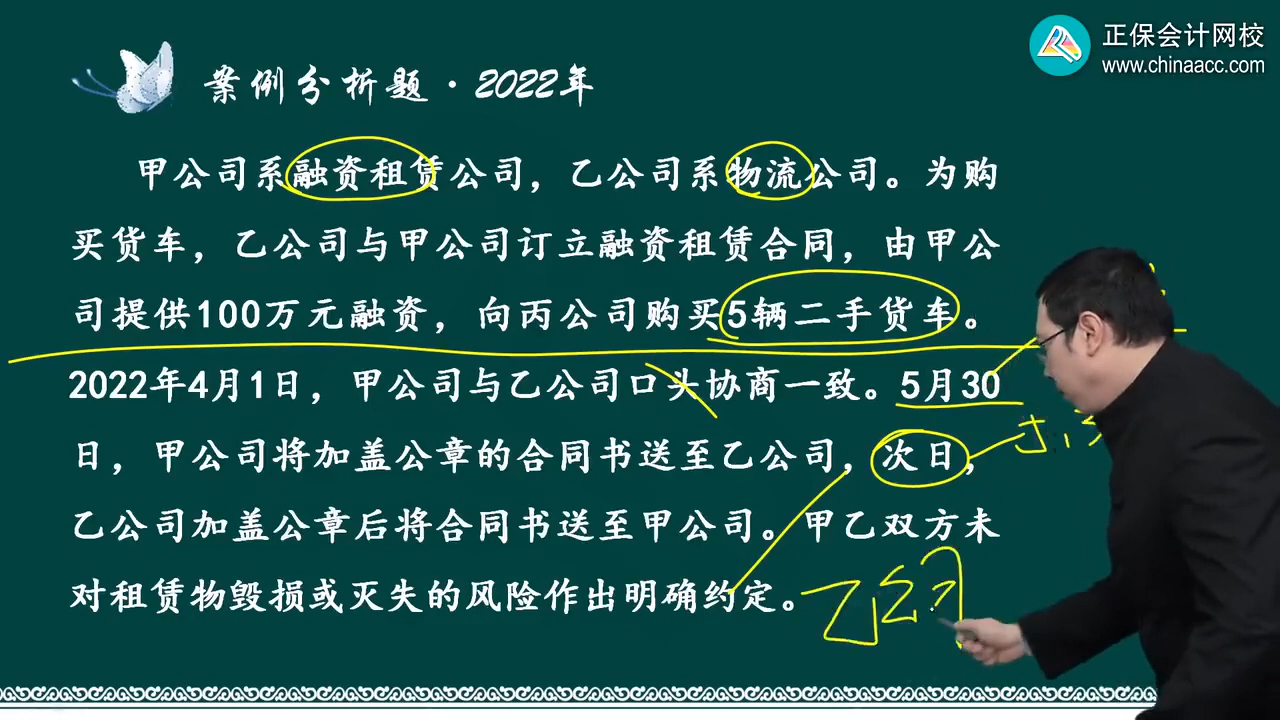 正保会计网校
www.chinaacc.com
案例分析题·2022年
甲公司系融资租赁公司，乙公司系物流公司。为购
买货车，乙公司与甲公司订立融资租赁合同，由甲公
司提供100万元融资，向丙公司购买5辆二手货车。
2022年4月1日，甲公司与乙公司口头协商一致。5月30
日，甲公司将加盖公章的合同书送至乙公司，次日，
乙公司加盖公章后将合同书送至甲公司。甲乙双方未
对租赁物毁损或灭失的风险作出明确约定。